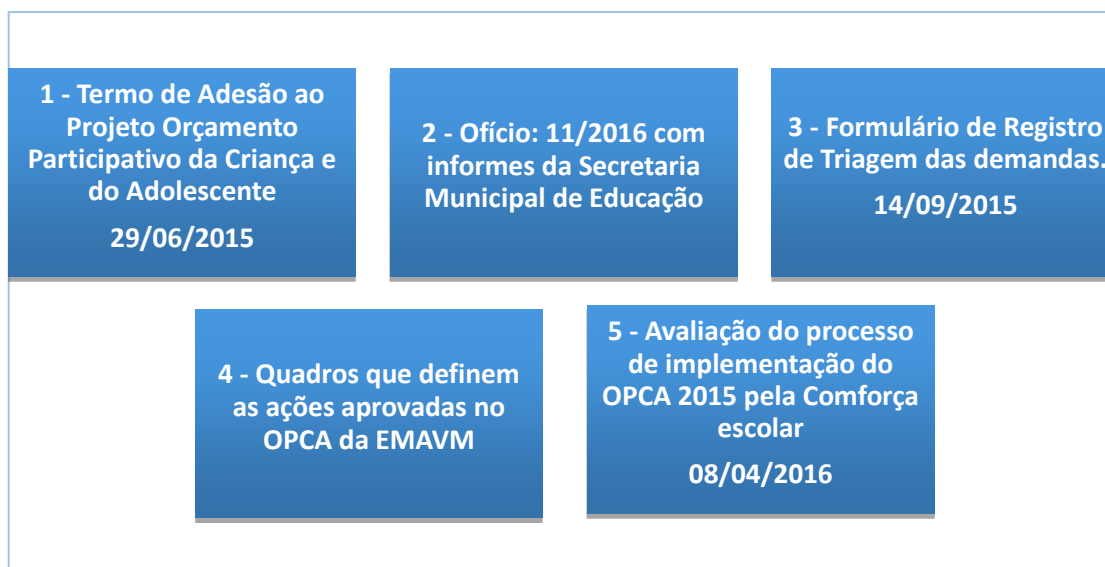 1 - Termo de Adesão ao
Projeto Orçamento
Participativo da Criança e
do Adolescente
29/06/2015
2 - Ofício: 11/2016 com
informes da Secretaria
Municipal de Educação
3 - Formulário de Registro
de Triagem das demandas.
14/09/2015
4 - Quadros que definem
as ações aprovadas no
OPCA da EMAVM
5 - Avaliação do processo
de implementação do
OPCA 2015 pela Comforça
escolar
08/04/2016